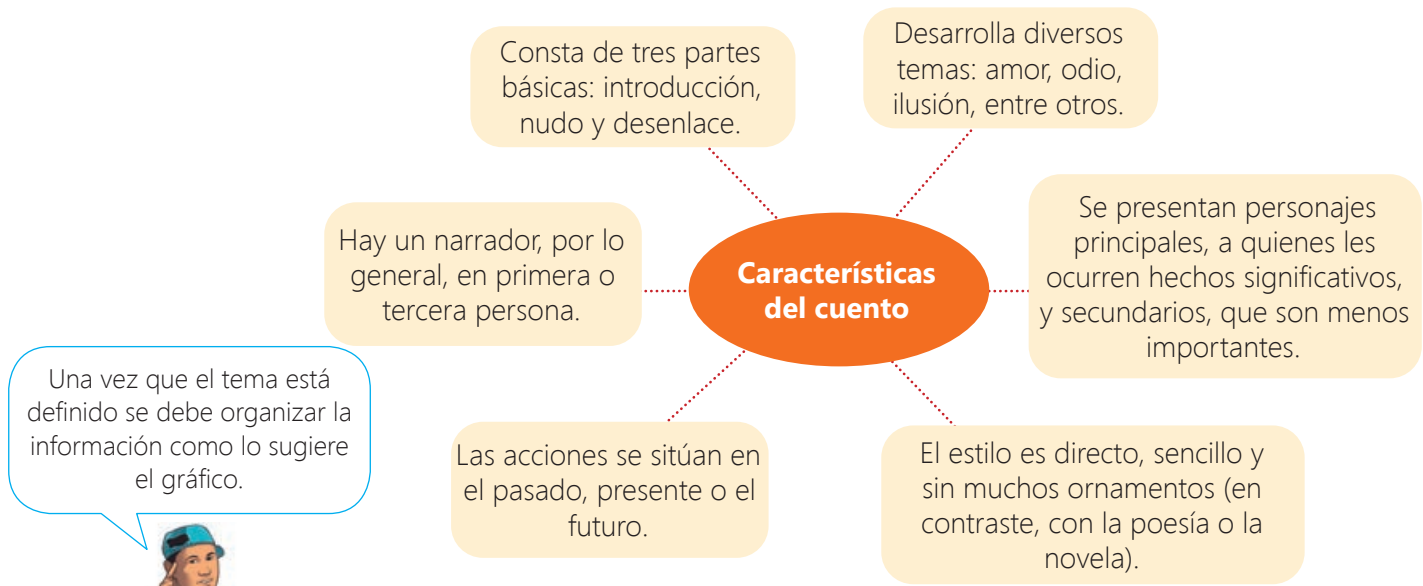 Consta de tres partes
básicas: introducción,
nudo y desenlace.
Desarrolla diversos
temas: amor, odio,
ilusión, entre otros.
Hay un narrador, por lo
general, en primera o
tercera persona.
Características
del cuento
Se presentan personajes
principales, a quienes les
ocurren hechos significativos,
y secundarios, que son menos
importantes.
Una vez que el tema está
definido se debe organizar la
información como lo sugiere
el gráfico.
Las acciones se sitúan en
el pasado, presente o el
futuro.
El estilo es directo, sencillo y
sin muchos ornamentos (en
contraste, con la poesía o la
novela).